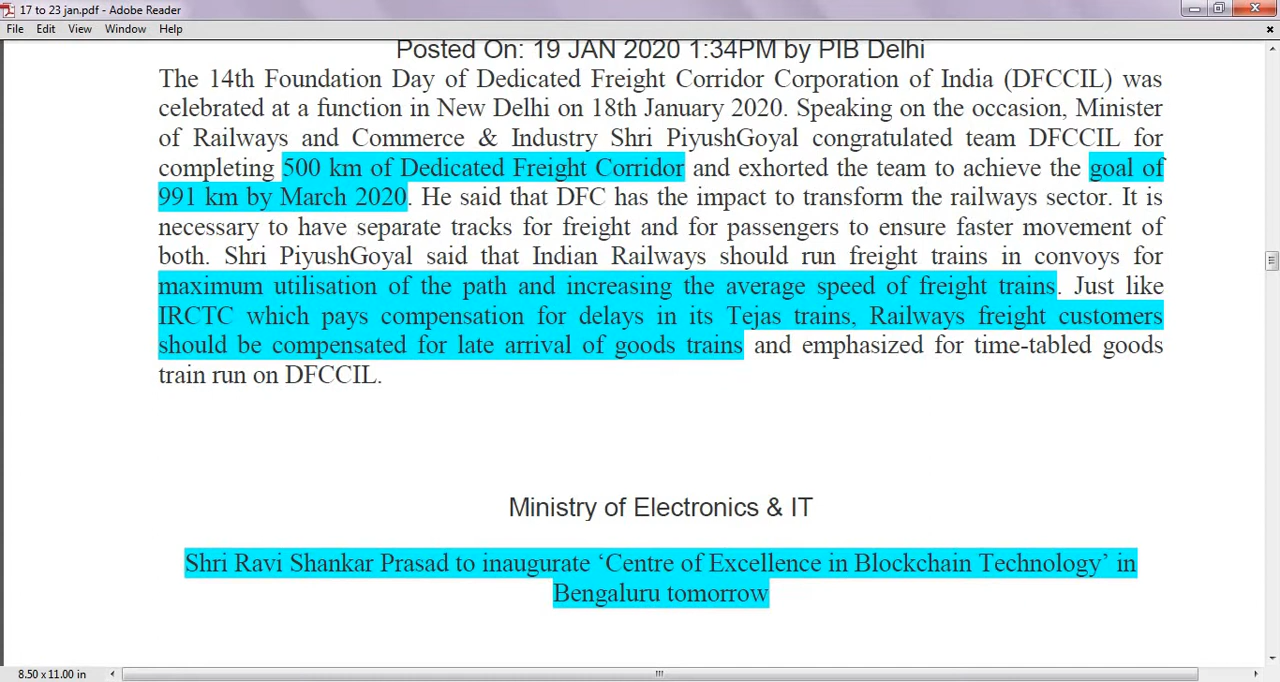 17 to 23 jan.pdf - Adobe Reader
File Edit View Window Help
Posted On: 19 JAN 2020 1:34PM by PIB Delhi
The 14th Foundation Day of Dedicated Freight Corridor Corporation of India (DFCCIL) was
celebrated at a function in New Delhi on 18th January 2020. Speaking on the occasion, Minister
of Railways and Commerce & Industry Shri PiyushGoyal congratulated team DFCCIL for
completing 500 km of Dedicated Freight Corridor and exhorted the team to achieve the goal of
991 km by March 2020. He said that DFC has the impact to transform the railways sector. It is
necessary to have separate tracks for freight and for passengers to ensure faster movement of
both. Shri PiyushGoyal said that Indian Railways should run freight trains in convoys for
maximum utilisation of the path and increasing the average speed of freight trains. Just like
IRCTC which pays compensation for delays in its Tejas trains, Railways freight customers
should be compensated for late arrival of goods trains and emphasized for time-tabled goods
train run on DFCCIL.
Ministry of Electronics & IT
Shri Ravi Shankar Prasad to inaugurate ‘Centre of Excellence in Blockchain Technology’ in
Bengaluru tomorrow
8.50 x 11.00 in